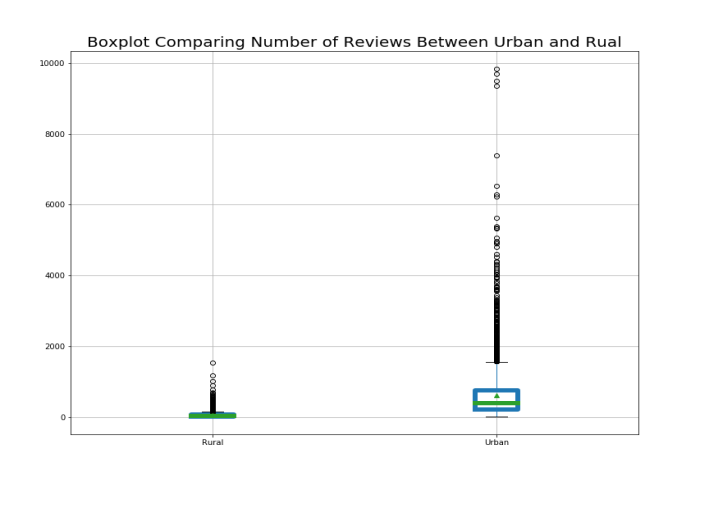 Boxplot Comparing Number of Reviews Between Urban and Rual
10000
8000
6000
4000
2000
0
Rural
Urban